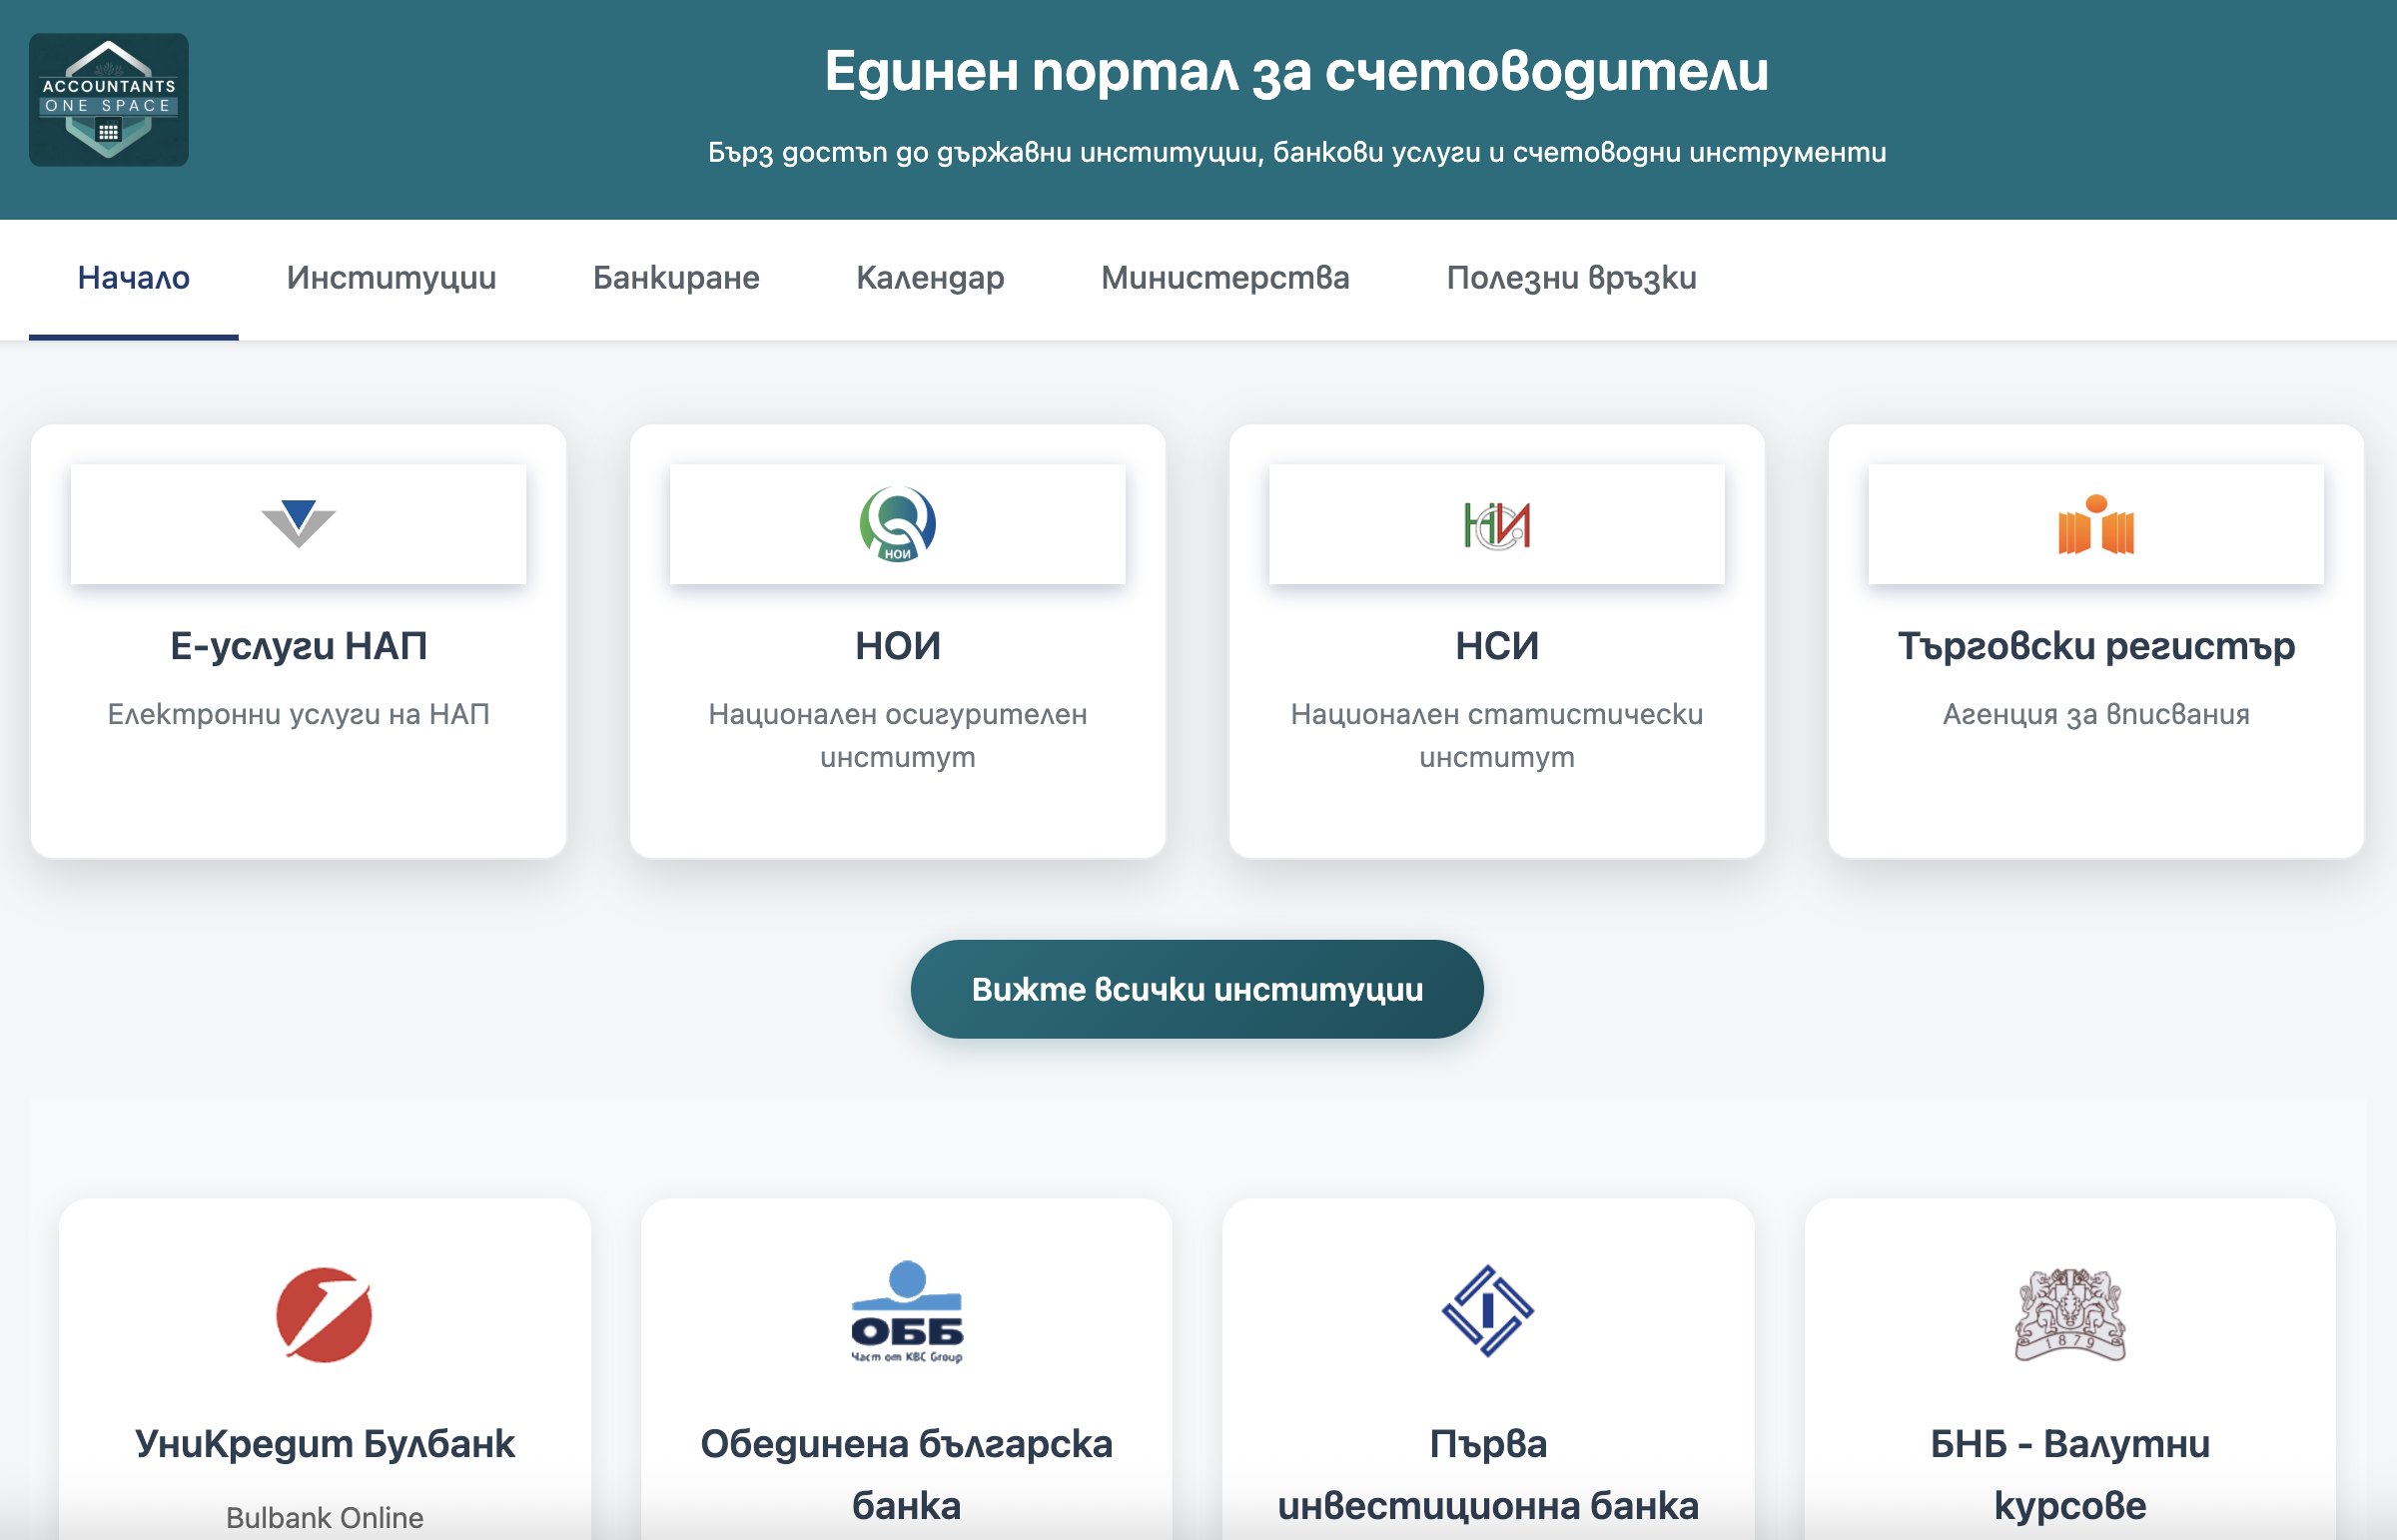 ACCOUNTANTS
ONE SPACE
Единен портал за счетоводители
Бърз достъп до държавни институции, банкови услуги и счетоводни инструменти
Начало Институции Банкиране Календар Министерства Полезни връзки
НОИ
НСИ
Е-услуги НАП
Електронни услуги на НАП
НОИ
Национален осигурителен
институт
НСИ
Национален статистически
институт
Търговски регистър
Агенция за вписвания
Вижте всички институции
УниКредит Булбанк
Bulbank Online
ОББ
Част от KBC Group
Обединена българска
банка
Първа
инвестиционна банка
1879
БНБ - Валутни
курсове